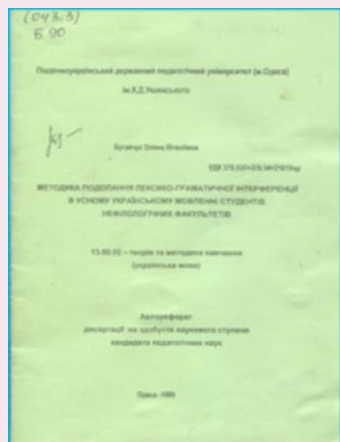 (043.3)
Б 90
Південноукраїнський державний педагогічний університет (м.Одеса)
ім.К.Д.Ушинського
Олена
УДК
МЕТОДИКА ПОДОЛАННЯ ЛЕКСИКО-ГРАМАТИЧНОЇ ІНТЕРФЕРЕНЦІЇ
В УСНОМУ УКРАЇНСЬКОМУ МОВЛЕННІ СТУДЕНТІВ
НЕФІЛОЛОГІЧНИХ ФАКУЛЬТЕТІВ
13.00.02 – теорія та методика навчання
(українська мова)
Автореферат
дисертації на здобуття наукового ступеня
кандидата педагогічних наук
Одеса